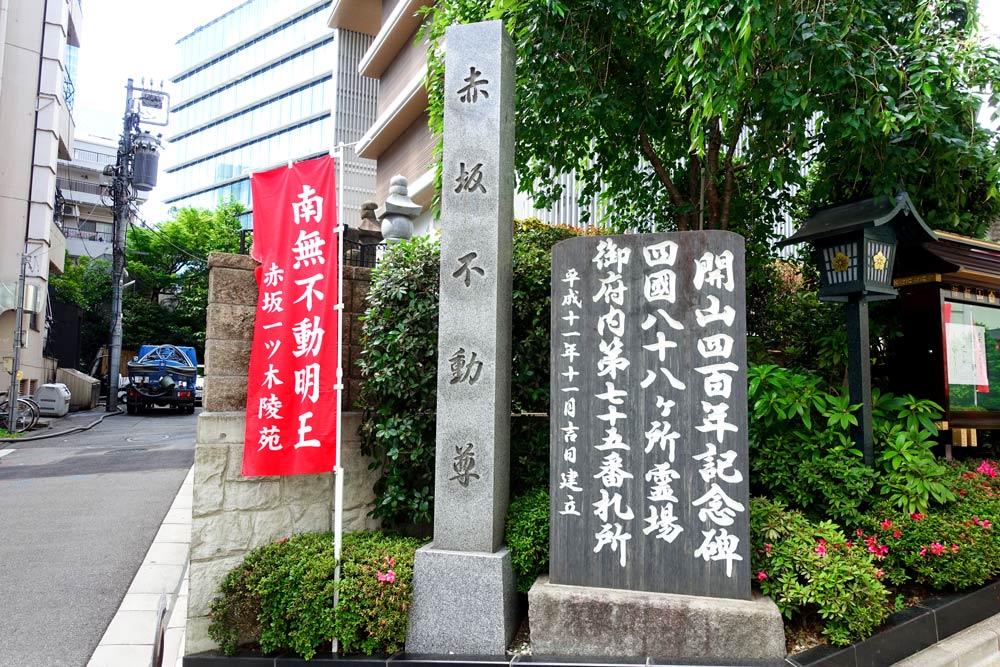 南無不動明王
赤坂一ツ木陵苑
赤坂不動尊
開山四百年記念碑
四國八十八ヶ所霊場
御府内第七十五番札所
平成十一年十一月吉日建立